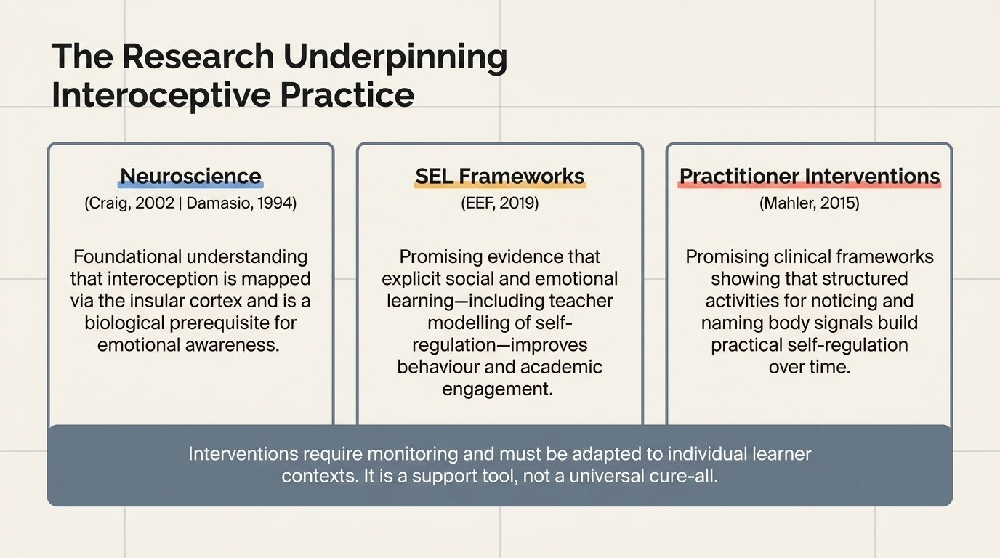 The Research Underpinning
Interoceptive Practice
Neuroscience
(Craig, 2002 | Damasio, 1994)
Foundational understanding
that interoception is mapped
via the insular cortex and is a
biological prerequisite for
emotional awareness.
SEL Frameworks
(EEF, 2019)
Promising evidence that
explicit social and emotional
learning—including teacher
modelling of self-
regulation—improves
behaviour and academic
engagement.
Practitioner Interventions
(Mahler, 2015)
Promising clinical frameworks
showing that structured
activities for noticing and
naming body signals build
practical self-regulation
over time.
Interventions require monitoring and must be adapted to individual learner
contexts. It is a support tool, not a universal cure-all.